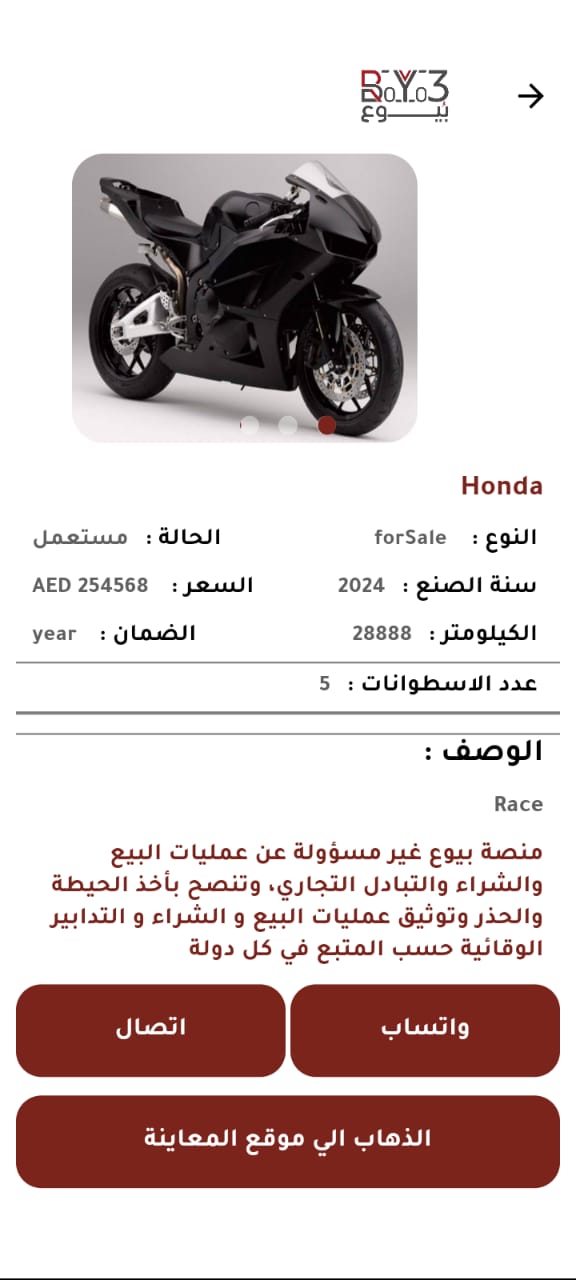 BoYo3
بيوع
Honda
النوع : forSale الحالة : مستعمل
سنة الصنع : 2024 السعر : AED 254568
الكيلومتر : 28888 الضمان : year
عدد الاسطوانات : 5
الوصف :
Race
منصة بيوع غير مسؤولة عن عمليات البيع
والشراء والتبادل التجاري، وتنصح بأخذ الحيطة
والحذر وتوثيق عمليات البيع و الشراء و التدابير
الوقائية حسب المتبع في كل دولة
واتساب اتصال
الذهاب الي موقع المعاينة